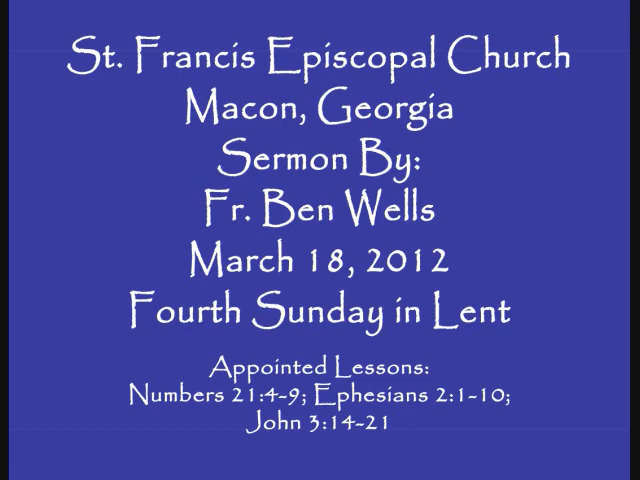 St. Francis Episcopal Church
Macon, Georgia
Sermon By:
Fr. Ben Wells
March 18, 2012
Fourth Sunday in Lent
Appointed Lessons:
Numbers 21:4-9; Ephesians 2:1-10;
John 3:14-21